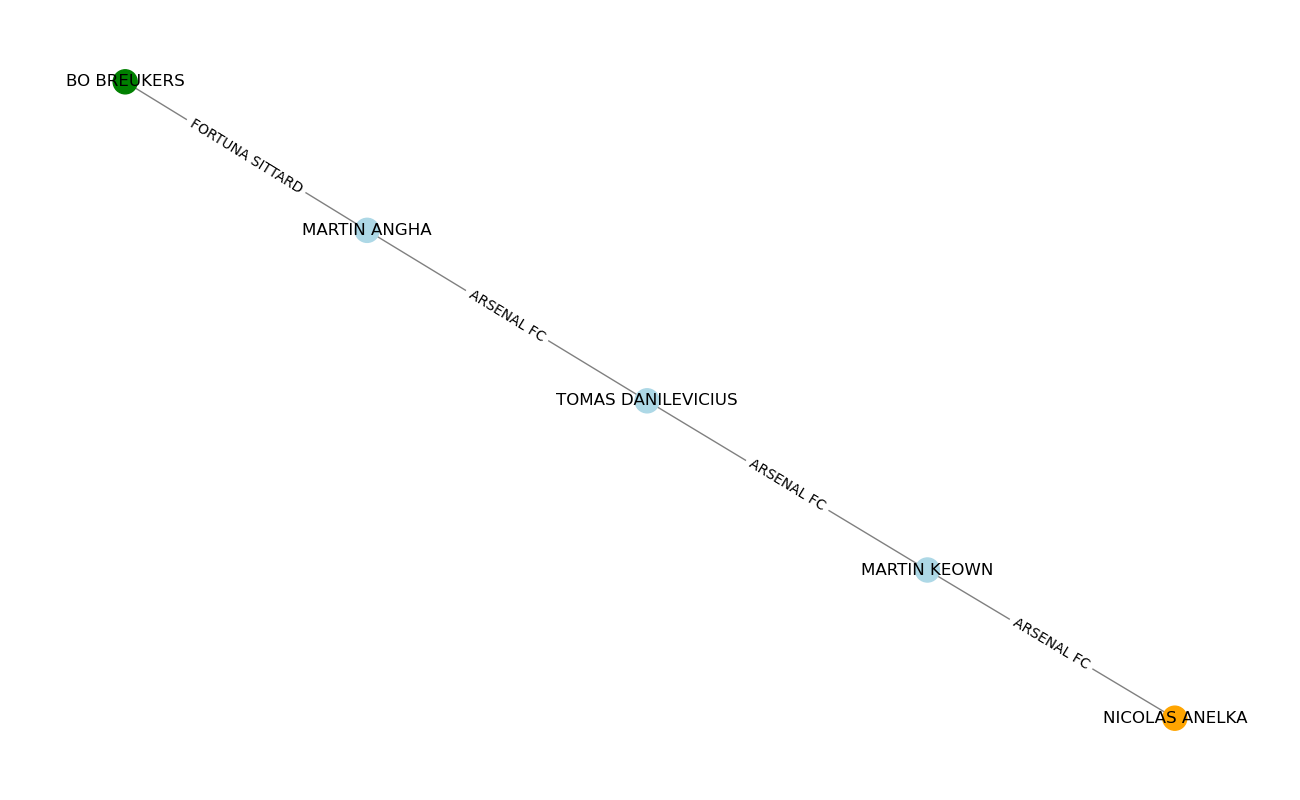 BO BREUKERS
FORTUNA SITTARD
MARTIN ANGHA
ARSENAL FC
TOMAS DANILEVICIUS
ARSENAL FC
MARTIN KEOWN
ARSENAL FC
NICOLAS ANELKA